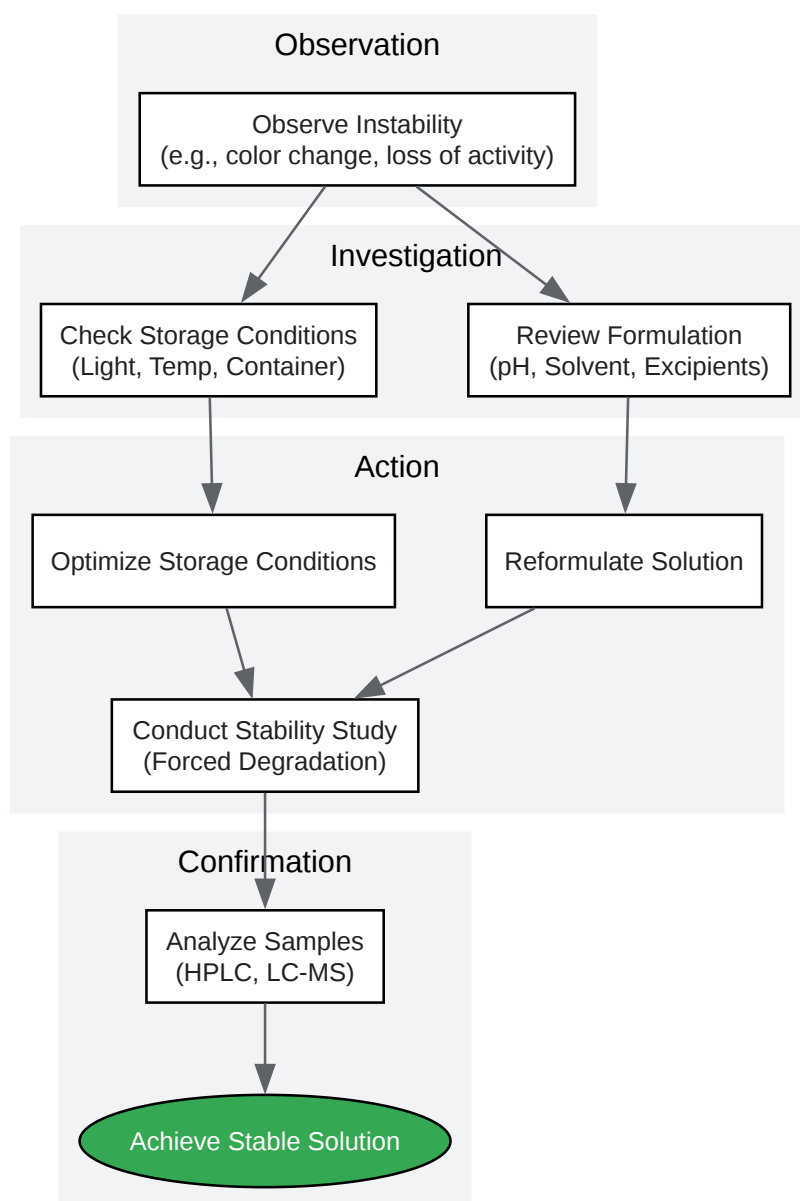 Observation
Observe Instability
(e.g., color change, loss of activity)
Investigation
Check Storage Conditions
(Light, Temp, Container)
Review Formulation
(pH, Solvent, Excipients)
Action
Optimize Storage Conditions
Reformulate Solution
Conduct Stability Study
(Forced Degradation)
Confirmation
Analyze Samples
(HPLC, LC-MS)
Achieve Stable Solution